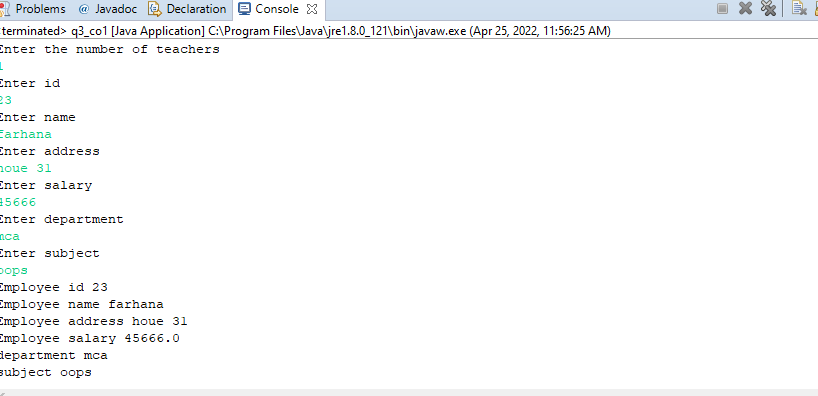 Problems @ Javadoc Declaration Console
terminated> q3_co1 [Java Application] C:\Program Files\Java\jre1.8.0_121\bin\javaw.exe (Apr 25, 2022, 11:56:25 AM)
Enter the number of teachers
1
Enter id
23
Enter name
farhana
Enter address
houe 31
Enter salary
45666
Enter department
mca
Enter subject
oops
Employee id 23
Employee name farhana
Employee address houe 31
Employee salary 45666.0
department mca
subject oops